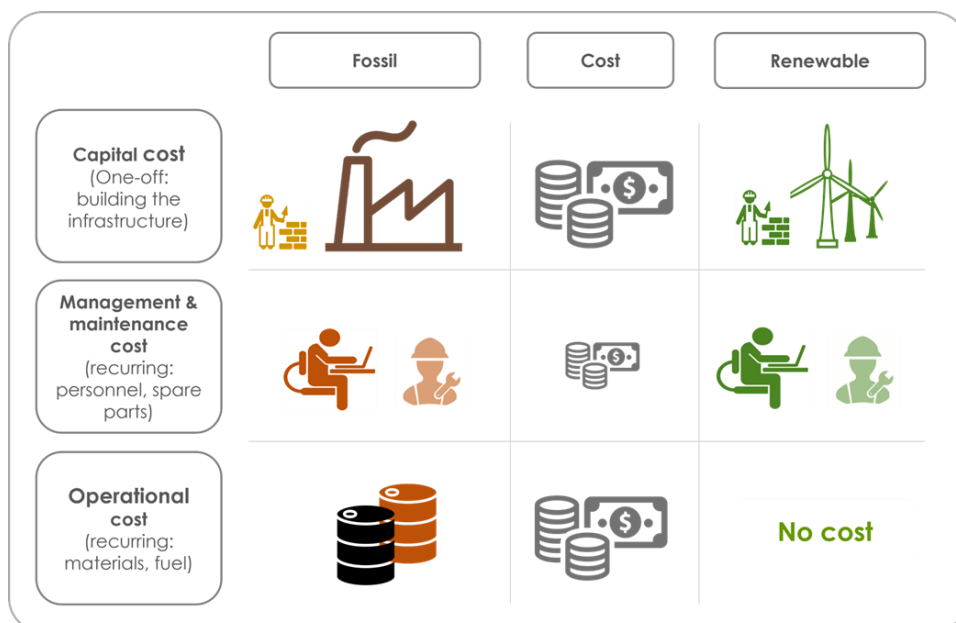 Fossil
Cost
Renewable
Capital cost
(One-off:
building the
infrastructure)
$
Management &
maintenance
cost
(recurring:
personnel, spare
parts)
$
Operational
cost
(recurring:
materials, fuel)
$
No cost